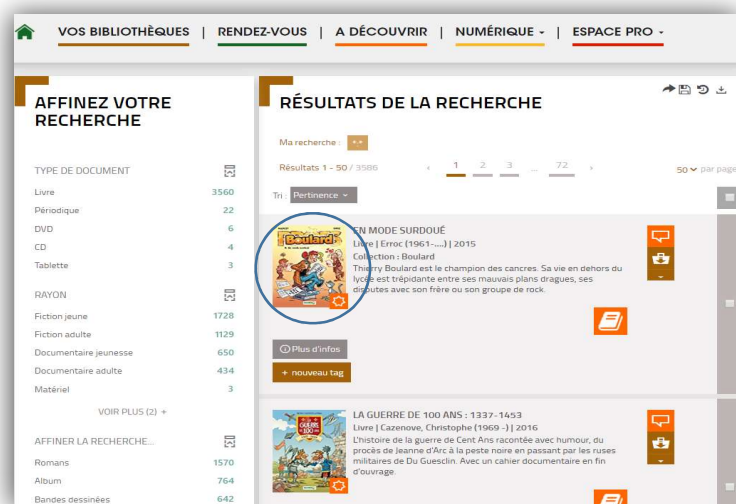 VOS BIBLIOTHÈQUES | RENDEZ-VOUS | A DÉCOUVRIR | NUMÉRIQUE | ESPACE PRO
AFFINEZ VOTRE
RECHERCHE
TYPE DE DOCUMENT
Livre 3560
Périodique 22
DVD 6
CD 4
Tablette 3
RAYON
Fiction jeune 1728
Fiction adulte 1129
Documentaire jeunesse 650
Documentaire adulte 434
Matériel 3
VOIR PLUS (2) +
AFFINER LA RECHERCHE...
Romans 1570
Album 764
Bandes dessinées 642
RÉSULTATS DE LA RECHERCHE
Ma recherche : *:*
Résultats 1 - 50 / 3586 1 2 3 ... 72 50 par page
Tri : Pertinence
Boulard
EN MODE SURDOUÉ
Livre | Erroc (1961-....) | 2015
Collection : Boulard
Thierry Boulard est le champion des cancres. Sa vie en dehors du
lycée est trépidante entre ses mauvais plans dragues, ses
disputes avec son frère ou son groupe de rock.
Plus d'infos
+ nouveau tag
GUERRE
100
LA GUERRE DE 100 ANS : 1337-1453
Livre | Cazenove, Christophe (1969 -) | 2016
L'histoire de la guerre de Cent Ans racontée avec humour, du
procès de Jeanne d'Arc à la peste noire en passant par les ruses
militaires de Du Guesclin. Avec un cahier documentaire en fin
d'ouvrage.